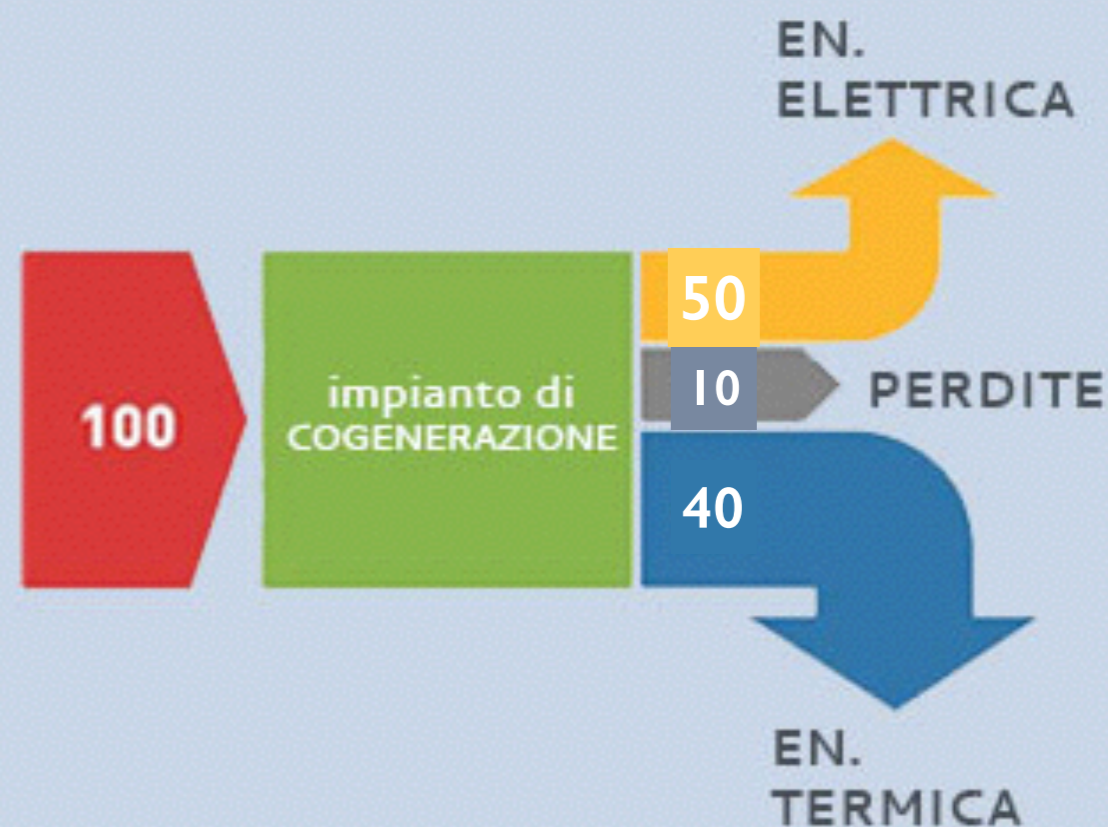 EN.
ELETTRICA
100
impianto di
COGENERAZIONE
50
10
PERDITE
40
EN.
TERMICA